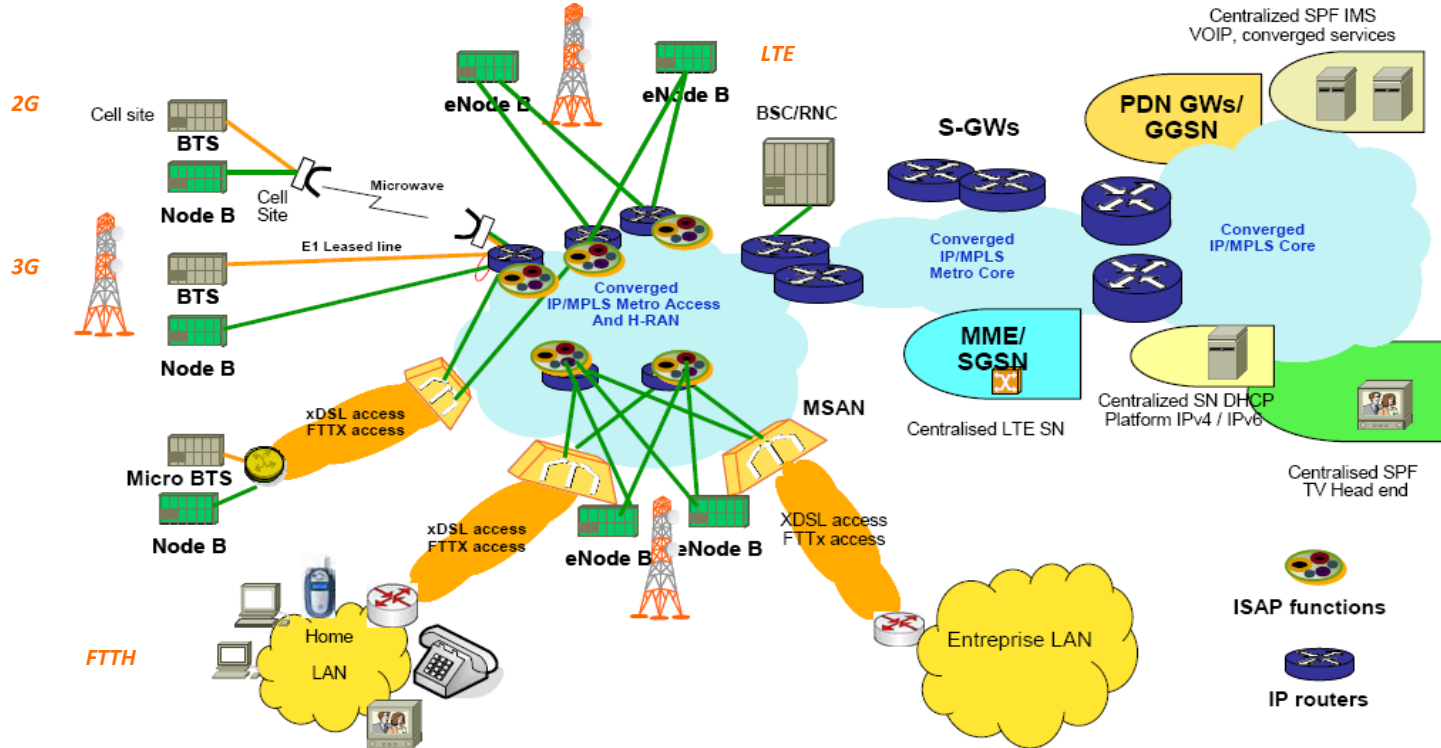 Centralized SPF IMS
VOIP, converged services
LTE
2G
eNode B
eNode B
Cell site
BTS
BSC/RNC
S-GWs
PDN GWs/
GGSN
Microwave
Cell
Site
Node B
3G
E1 Leased line
BTS
Converged
IP/MPLS Metro Access
And H-RAN
Converged
IP/MPLS
Metro Core
Converged
IP/MPLS Core
Node B
MME/
SGSN
xDSL access
FTTX access
MSAN
Centralised LTE SN
Centralized SN DHCP
Platform IPv4 / IPv6
Micro BTS
Centralised SPF
TV Head end
Node B
xDSL access
FTTX access
eNode B
eNode B
XDSL access
FTTx access
ISAP functions
Home
LAN
Entreprise LAN
FTTH
IP routers